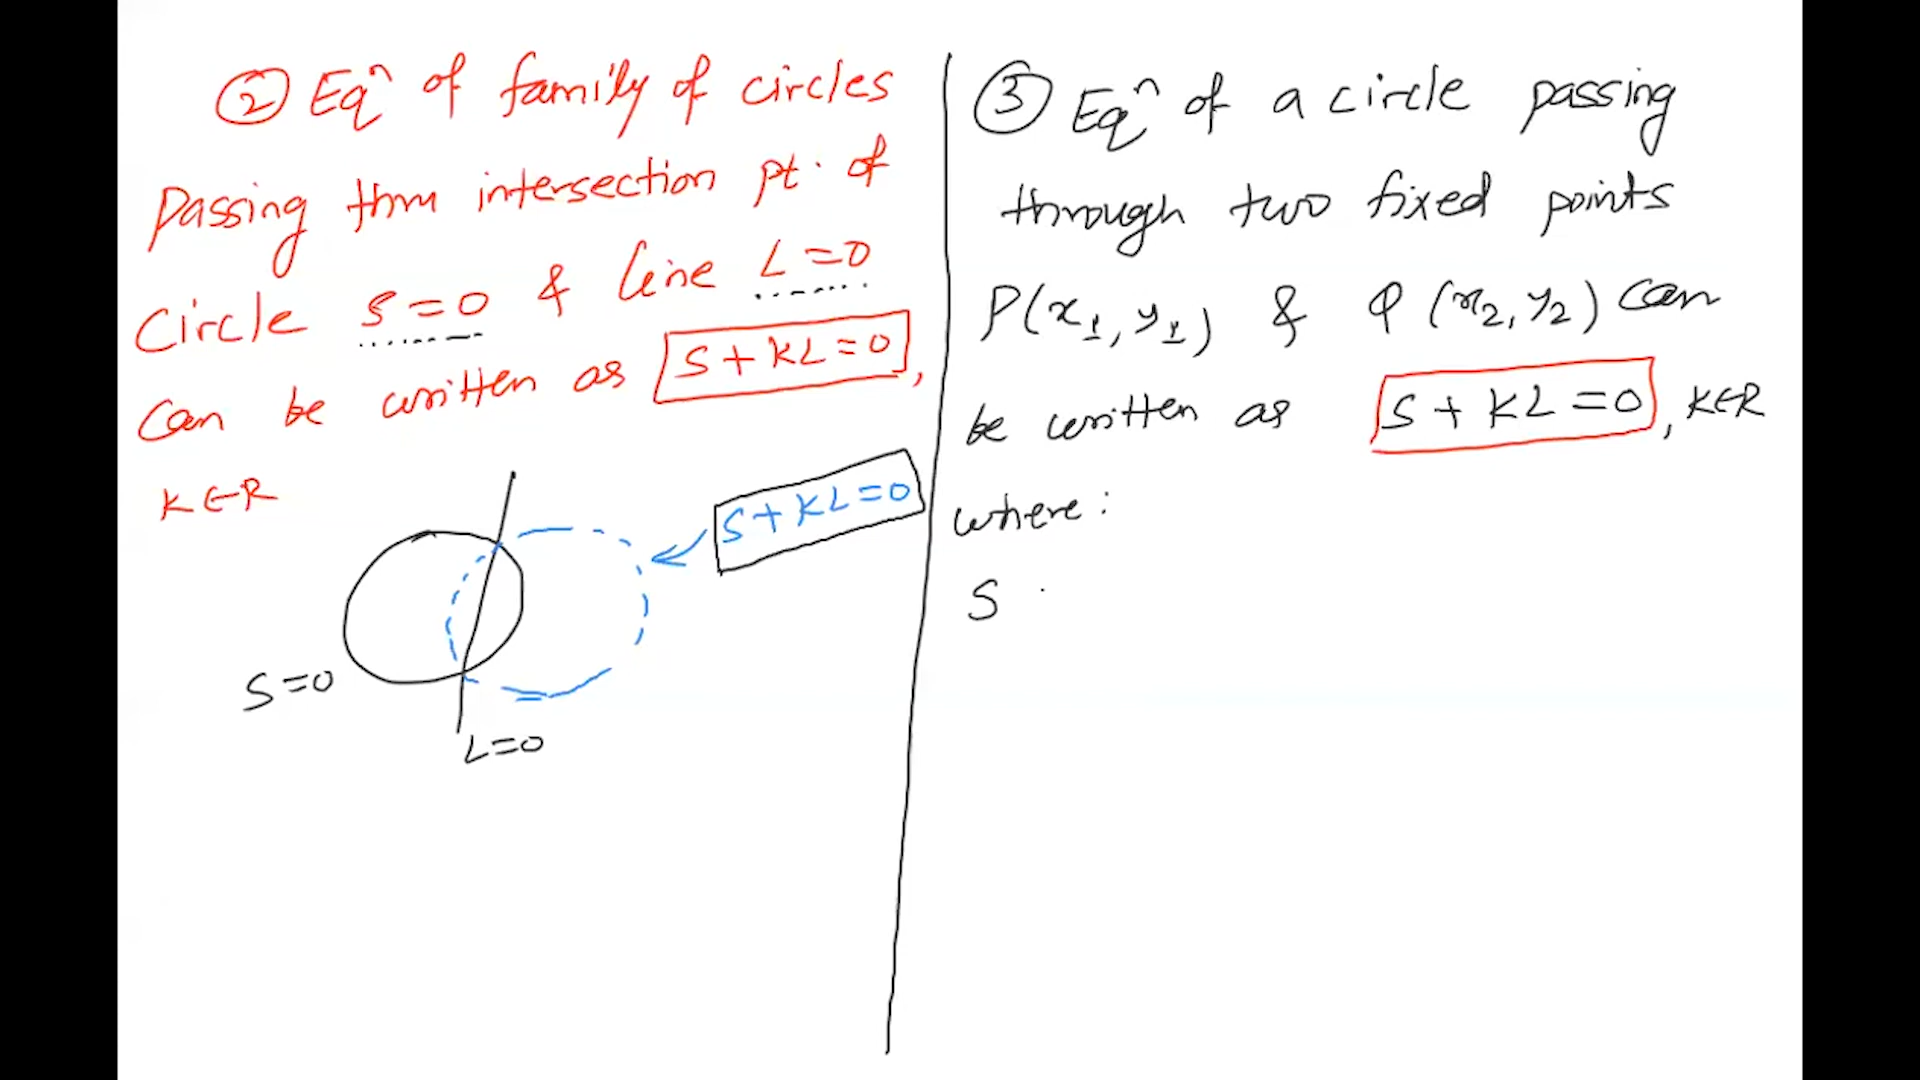 ② Eqⁿ of family of circles
passing thru intersection pt. of
circle S=0 & line L=0
can be written as S+KL=0,
K∈R
S+KL=0
S=0
L=0
③ Eqⁿ of a circle passing
through two fixed points
P(x₁,y₁) & Q(x₂,y₂) can
be written as S+KL=0, K∈R
where:
S